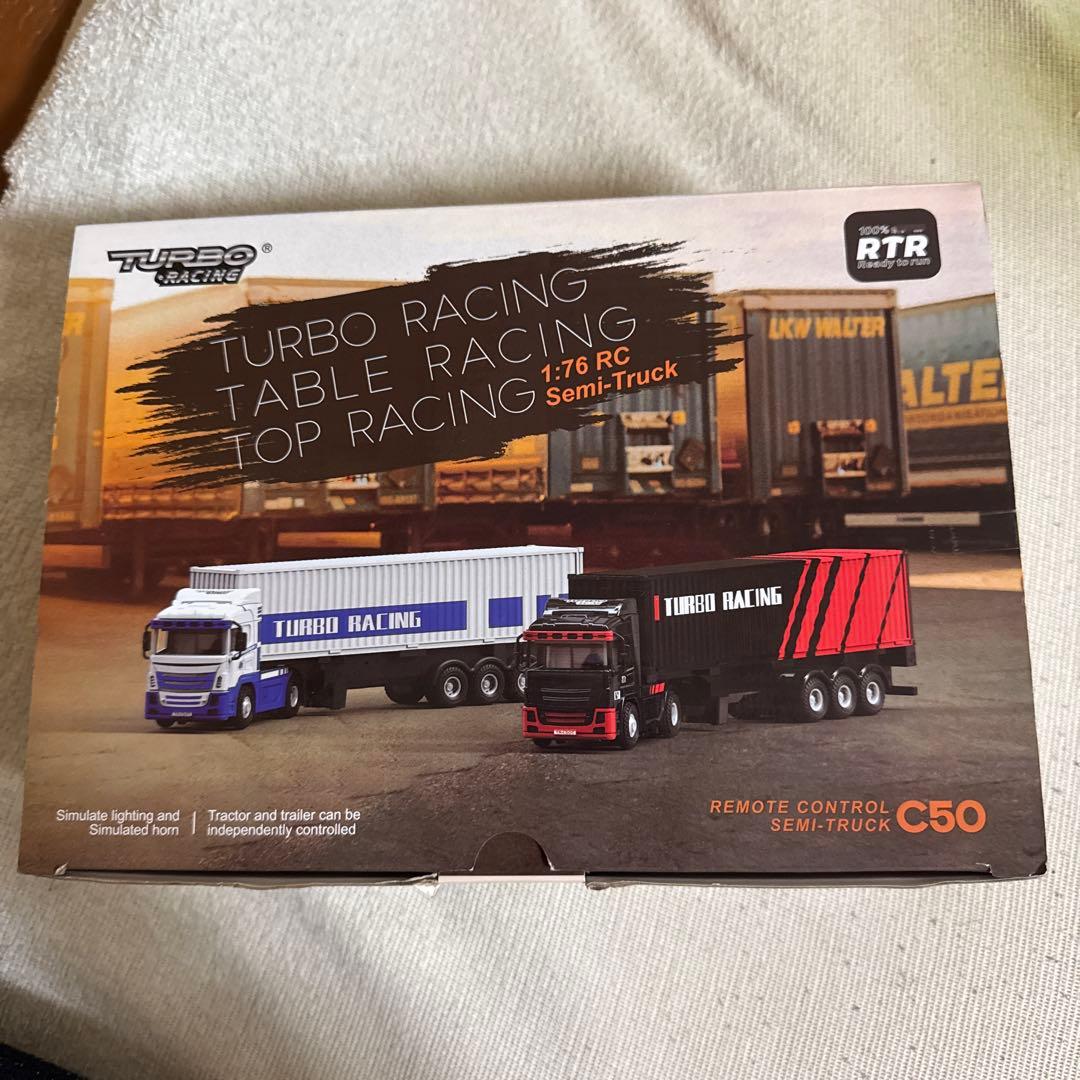 TURBO ®
RACING
100%
RTR
Ready to run
TURBO RACING
TABLE RACING
TOP RACING
1:76 RC
Semi-Truck
LKW WALTER
ALTE
R
TURBO RACING
TURBO RACING
Simulate lighting and
Simulated horn
Tractor and trailer can be
independently controlled
REMOTE CONTROL
SEMI-TRUCK
C50